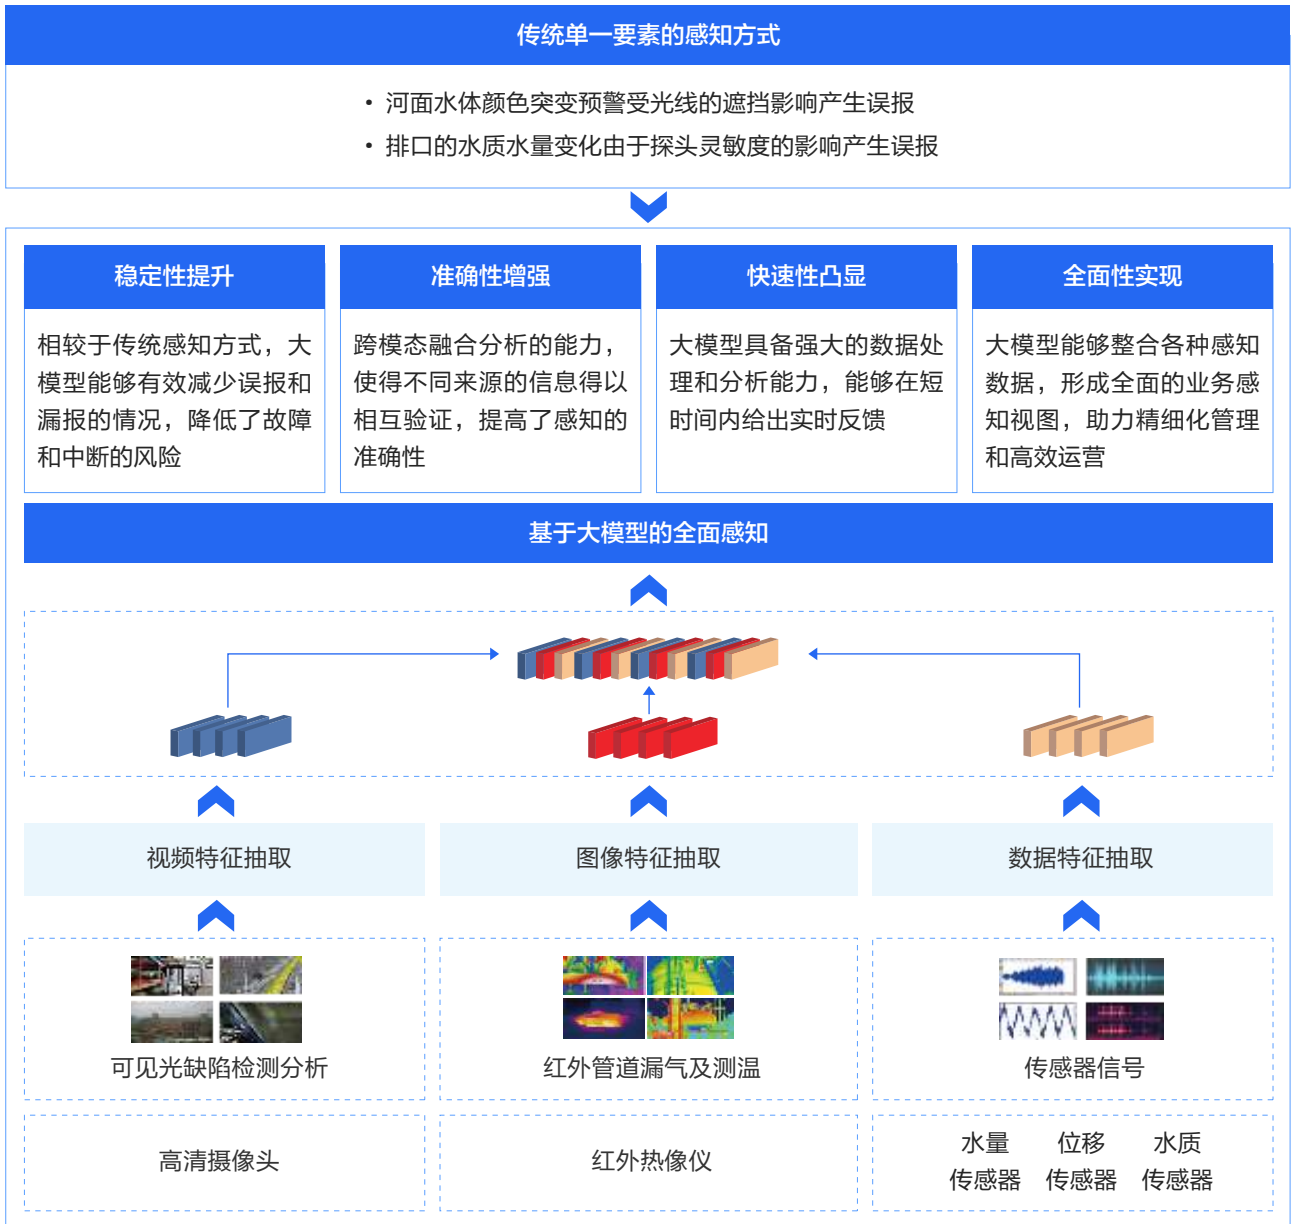 传统单一要素的感知方式
• 河面水体颜色突变预警受光线的遮挡影响产生误报
• 排口的水质水量变化由于探头灵敏度的影响产生误报
稳定性提升
相较于传统感知方式，大
模型能够有效减少误报和
漏报的情况，降低了故障
和中断的风险
准确性增强
跨模态融合分析的能力，
使得不同来源的信息得以
相互验证，提高了感知的
准确性
快速性凸显
大模型具备强大的数据处
理和分析能力，能够在短
时间内给出实时反馈
全面性实现
大模型能够整合各种感知
数据，形成全面的业务感
知视图，助力精细化管理
和高效运营
基于大模型的全面感知
视频特征抽取
图像特征抽取
数据特征抽取
可见光缺陷检测分析
红外管道漏气及测温
传感器信号
高清摄像头
红外热像仪
水量
传感器
位移
传感器
水质
传感器